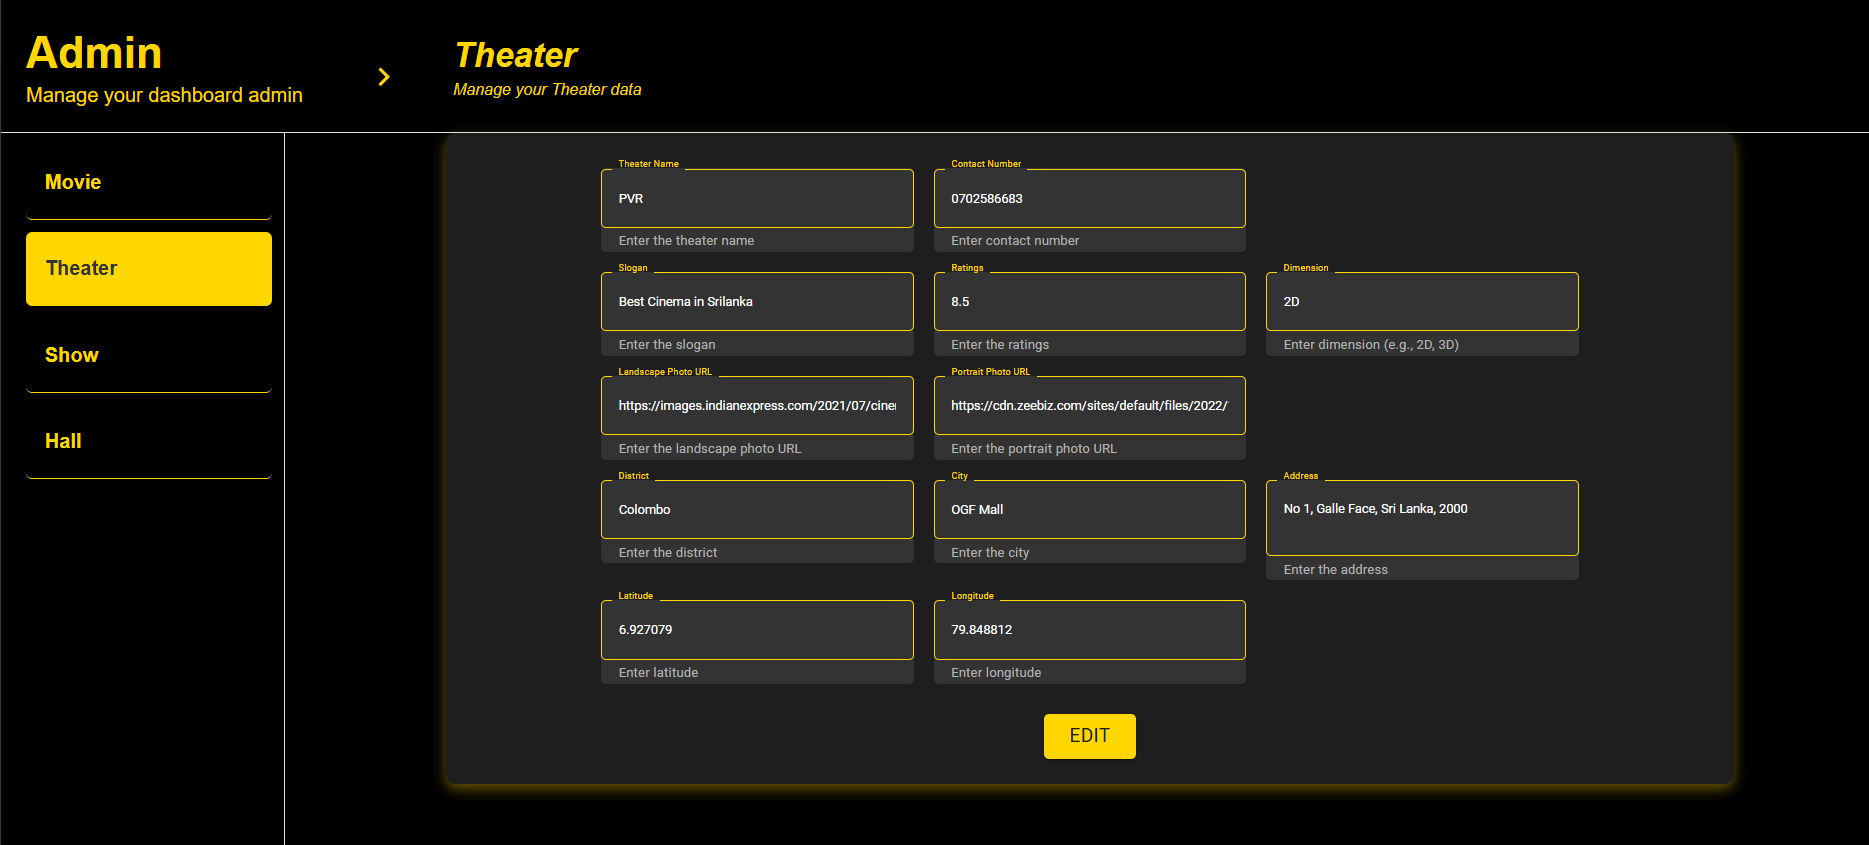 Admin
Manage your dashboard admin
Theater
Manage your Theater data
Movie
Theater
Show
Hall
Theater Name
PVR
Enter the theater name
Contact Number
0702586683
Enter contact number
Slogan
Best Cinema in Srilanka
Enter the slogan
Ratings
8.5
Enter the ratings
Dimension
2D
Enter dimension (e.g., 2D, 3D)
Landscape Photo URL
https://images.indianexpress.com/2021/07/cine
Enter the landscape photo URL
Portrait Photo URL
https://cdn.zeebiz.com/sites/default/files/2022/
Enter the portrait photo URL
District
Colombo
Enter the district
City
OGF Mall
Enter the city
Address
No 1, Galle Face, Sri Lanka, 2000
Enter the address
Latitude
6.927079
Enter latitude
Longitude
79.848812
Enter longitude
EDIT